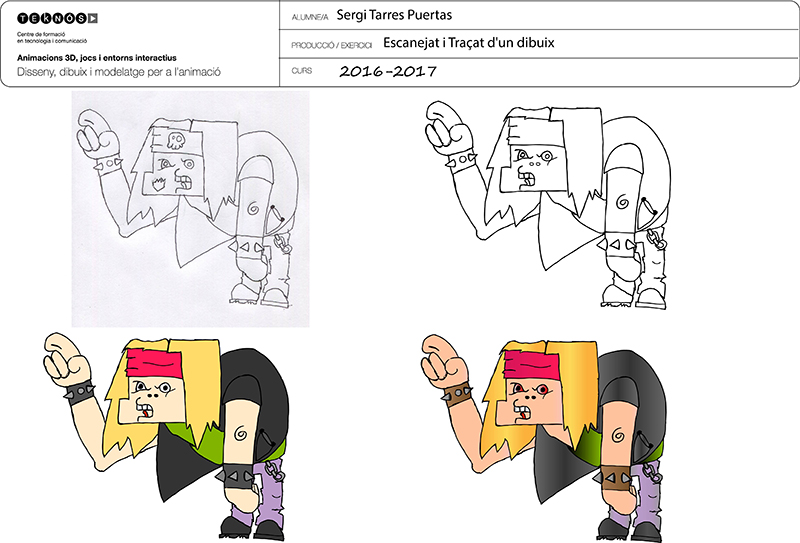 TEKNOS
Centre de formació
en tecnologia i comunicació
Animacions 3D, jocs i entorns interactius
Disseny, dibuix i modelatge per a l'animació
ALUMNE/A Sergi Tarres Puertas
PRODUCCIÓ / EXERCICI Escanejat i Traçat d'un dibuix
CURS 2016-2017